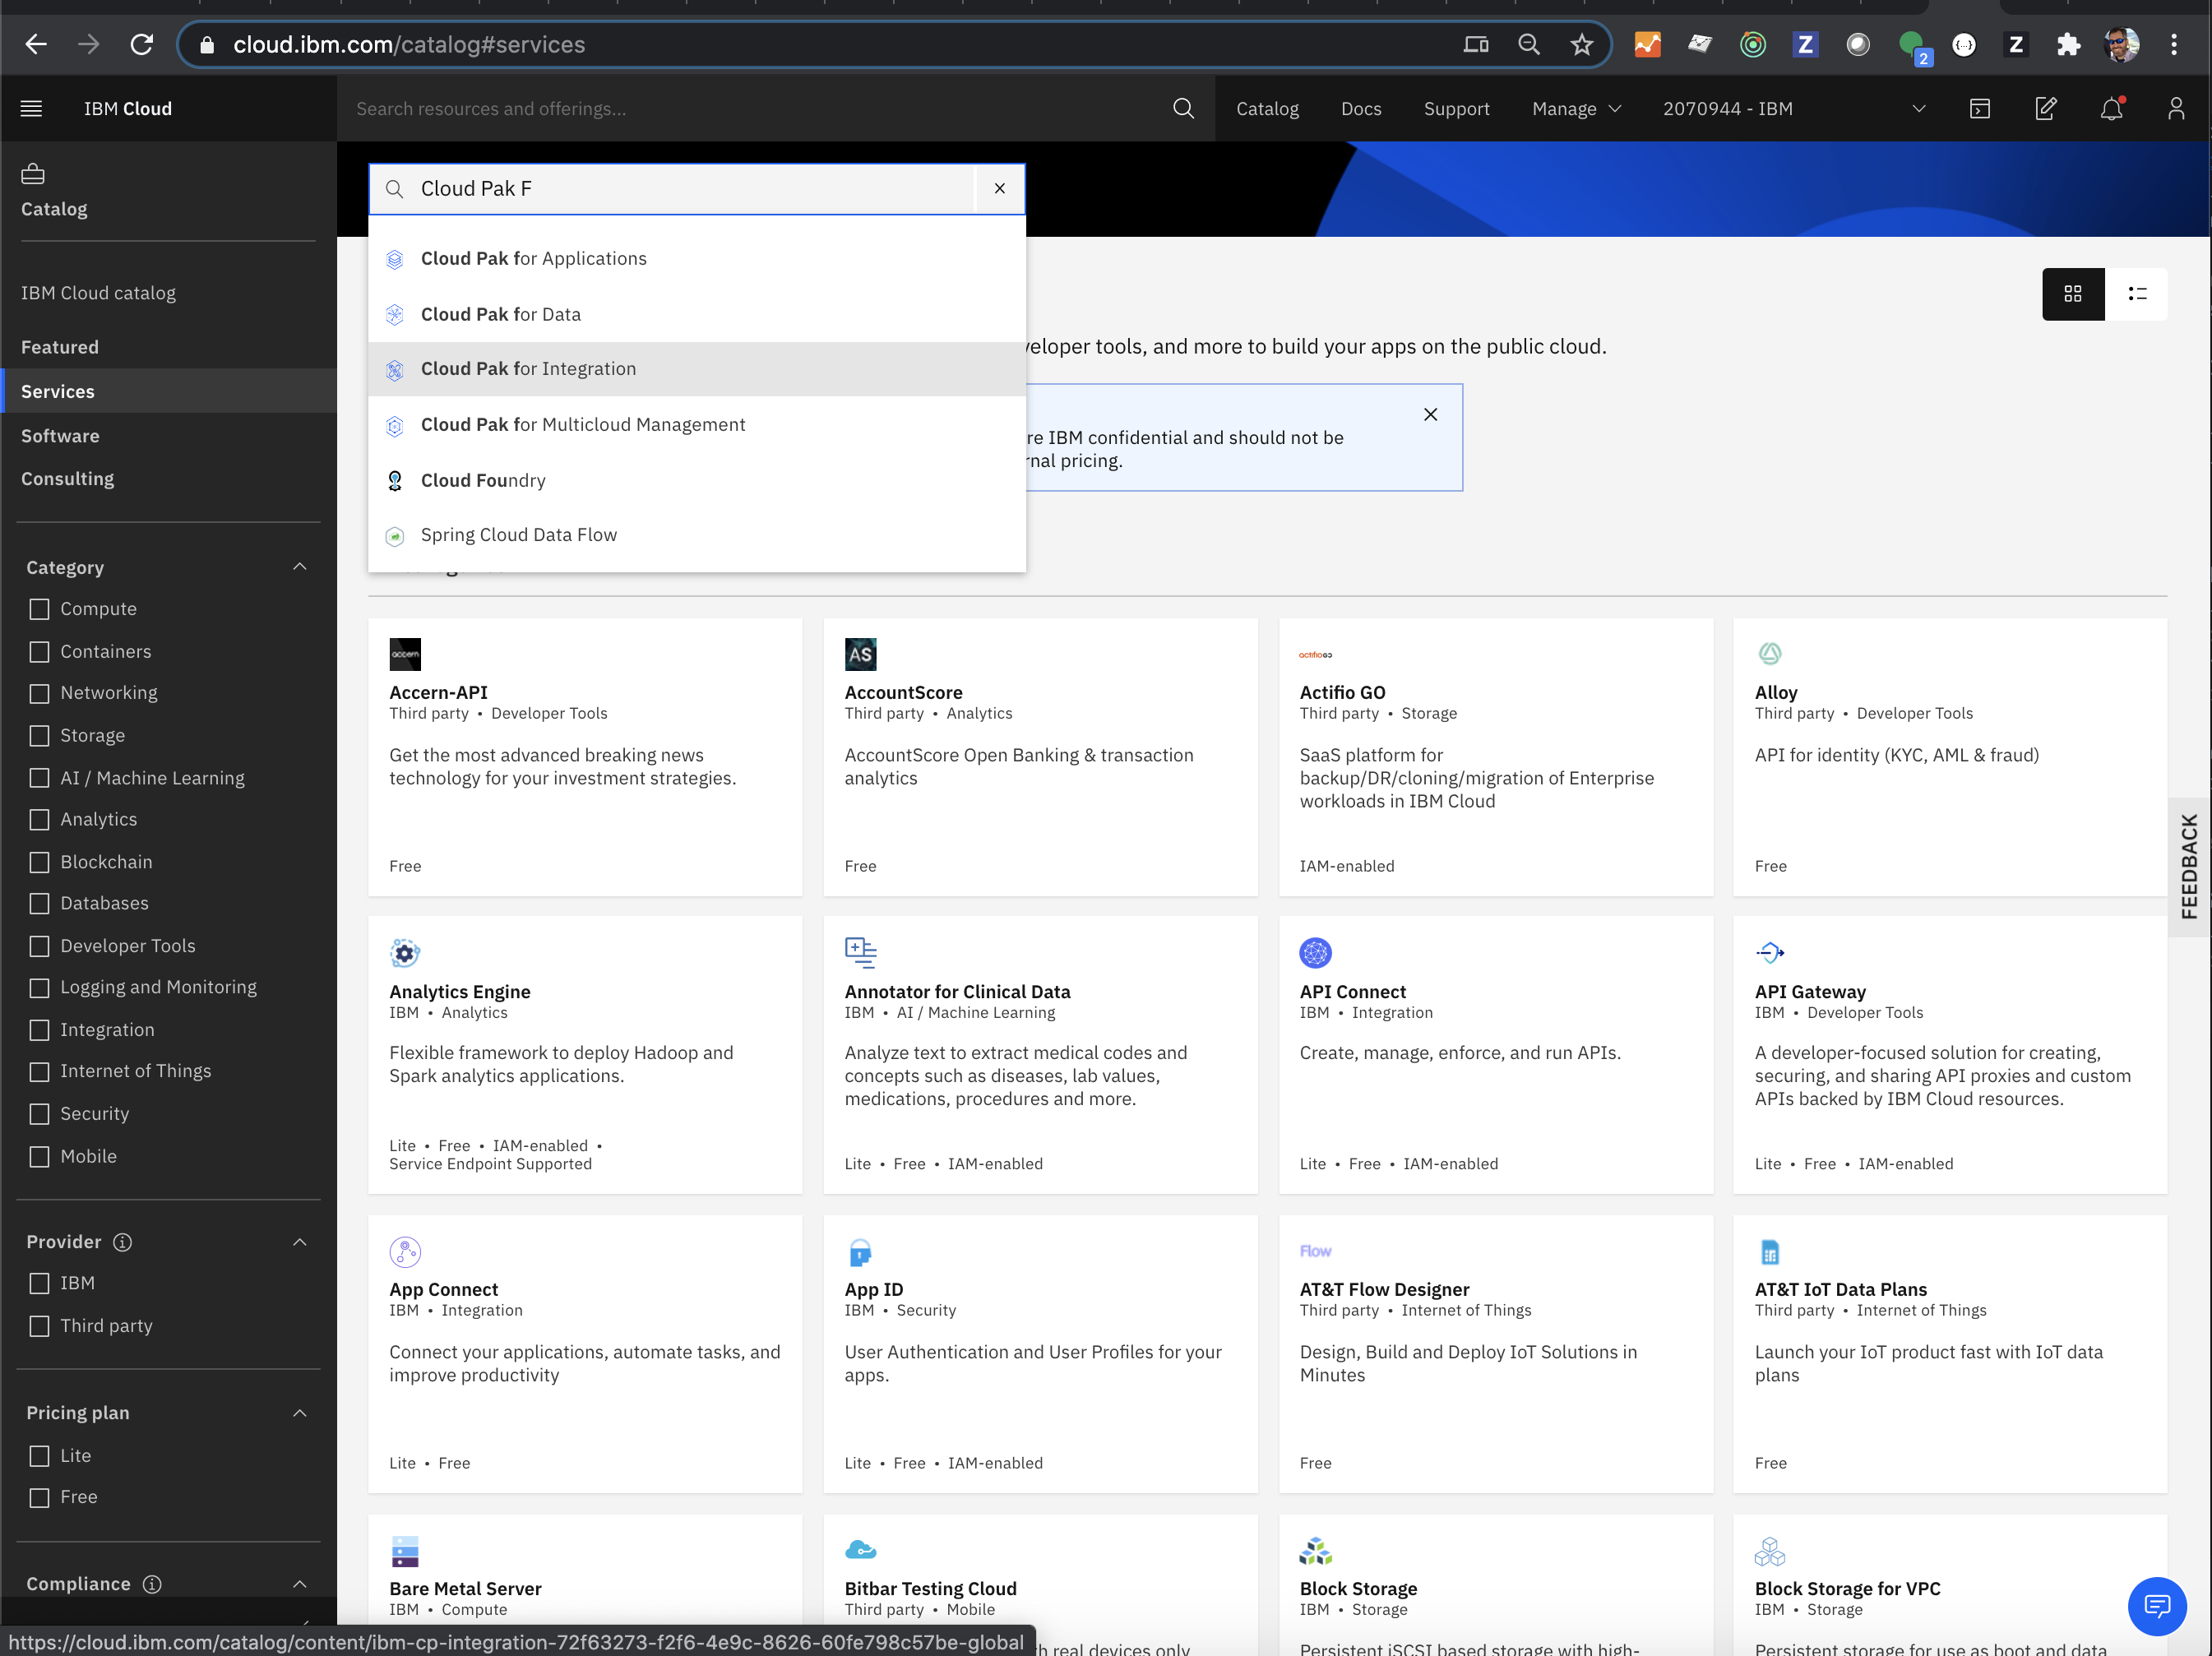 cloud.ibm.com/catalog#services
2
IBM Cloud
Search resources and offerings...
Catalog
Docs
Support
Manage
2070944 - IBM
Catalog
IBM Cloud catalog
Featured
Services
Software
Consulting
Category
Compute
Containers
Networking
Storage
AI / Machine Learning
Analytics
Blockchain
Databases
Developer Tools
Logging and Monitoring
Integration
Internet of Things
Security
Mobile
Provider
IBM
Third party
Pricing plan
Lite
Free
Compliance
Cloud Pak F
Cloud Pak for Applications
Cloud Pak for Data
Cloud Pak for Integration
Cloud Pak for Multicloud Management
Cloud Foundry
Spring Cloud Data Flow
veloper tools, and more to build your apps on the public cloud.
re IBM confidential and should not be
rnal pricing.
accern
Accern-API
Third party • Developer Tools
Get the most advanced breaking news
technology for your investment strategies.
Free
AS
AccountScore
Third party • Analytics
AccountScore Open Banking & transaction
analytics
Free
actifio GO
Actifio GO
Third party • Storage
SaaS platform for
backup/DR/cloning/migration of Enterprise
workloads in IBM Cloud
IAM-enabled
Alloy
Third party • Developer Tools
API for identity (KYC, AML & fraud)
Free
Analytics Engine
IBM • Analytics
Flexible framework to deploy Hadoop and
Spark analytics applications.
Lite • Free • IAM-enabled •
Service Endpoint Supported
Annotator for Clinical Data
IBM • AI / Machine Learning
Analyze text to extract medical codes and
concepts such as diseases, lab values,
medications, procedures and more.
Lite • Free • IAM-enabled
API Connect
IBM • Integration
Create, manage, enforce, and run APIs.
Lite • Free • IAM-enabled
API Gateway
IBM • Developer Tools
A developer-focused solution for creating,
securing, and sharing API proxies and custom
APIs backed by IBM Cloud resources.
Lite • Free • IAM-enabled
App Connect
IBM • Integration
Connect your applications, automate tasks, and
improve productivity
Lite • Free
App ID
IBM • Security
User Authentication and User Profiles for your
apps.
Lite • Free • IAM-enabled
Flow
AT&T Flow Designer
Third party • Internet of Things
Design, Build and Deploy IoT Solutions in
Minutes
Free
AT&T IoT Data Plans
Third party • Internet of Things
Launch your IoT product fast with IoT data
plans
Free
Bare Metal Server
IBM • Compute
Bitbar Testing Cloud
Third party • Mobile
h real devices only
Block Storage
IBM • Storage
Persistent iSCSI based storage with high-
Block Storage for VPC
IBM • Storage
Persistent storage for use as boot and data
FEEDBACK
https://cloud.ibm.com/catalog/content/ibm-cp-integration-72f63273-f2f6-4e9c-8626-60fe798c57be-global